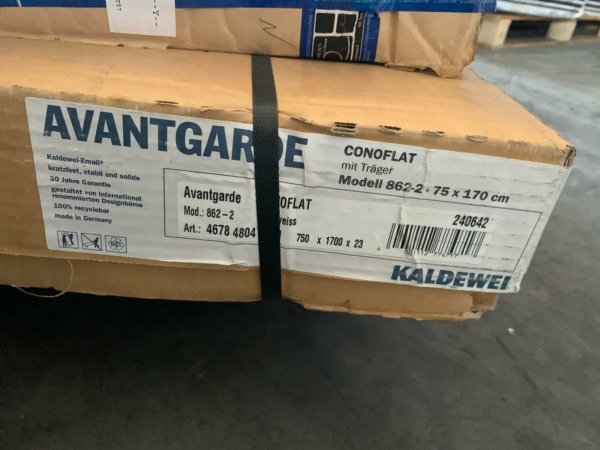 AVANTGARDE
CONOFLAT
mit Träger
Modell 862-2 · 75 x 170 cm
Kaldewei-Email®
kratzfest, stabil und solide
30 Jahre Garantie
gestaltet von international
renommierten Designbüros
100% recyclebar
made in Germany
Avantgarde
OFLAT
Mod.: 862-2
weiss
Art.: 4678 4804
750 x 1700 x 23
240642
KALDEWEI